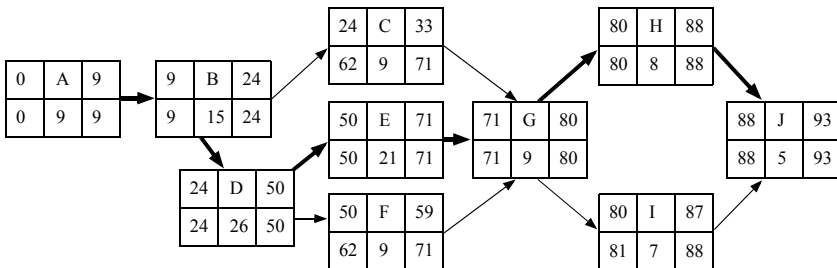 0 A 9
0 9 9
9 B 24
9 15 24
24 C 33
62 9 71
24 D 50
24 26 50
50 E 71
50 21 71
50 F 59
62 9 71
71 G 80
71 9 80
80 H 88
80 8 88
80 I 87
81 7 88
88 J 93
88 5 93